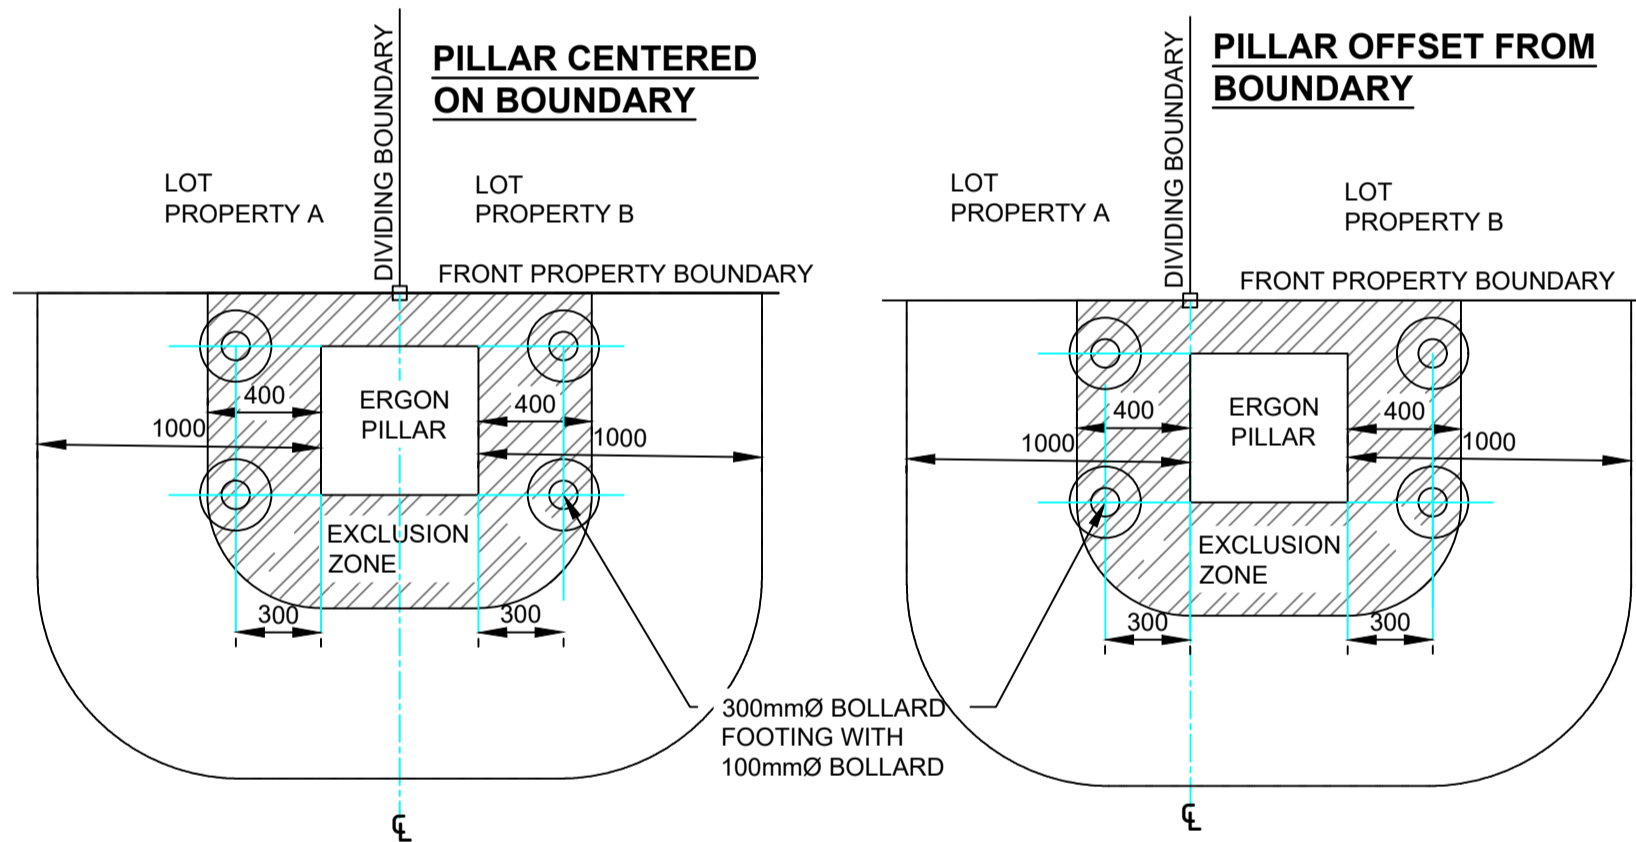 PILLAR CENTERED
ON BOUNDARY
DIVIDING BOUNDARY
LOT
PROPERTY A
LOT
PROPERTY B
FRONT PROPERTY BOUNDARY
400
1000
ERGON
PILLAR
400
1000
EXCLUSION
ZONE
300
300
℄
300mmØ BOLLARD
FOOTING WITH
100mmØ BOLLARD
PILLAR OFFSET FROM
BOUNDARY
DIVIDING BOUNDARY
LOT
PROPERTY A
LOT
PROPERTY B
FRONT PROPERTY BOUNDARY
400
1000
ERGON
PILLAR
400
1000
EXCLUSION
ZONE
300
300
℄